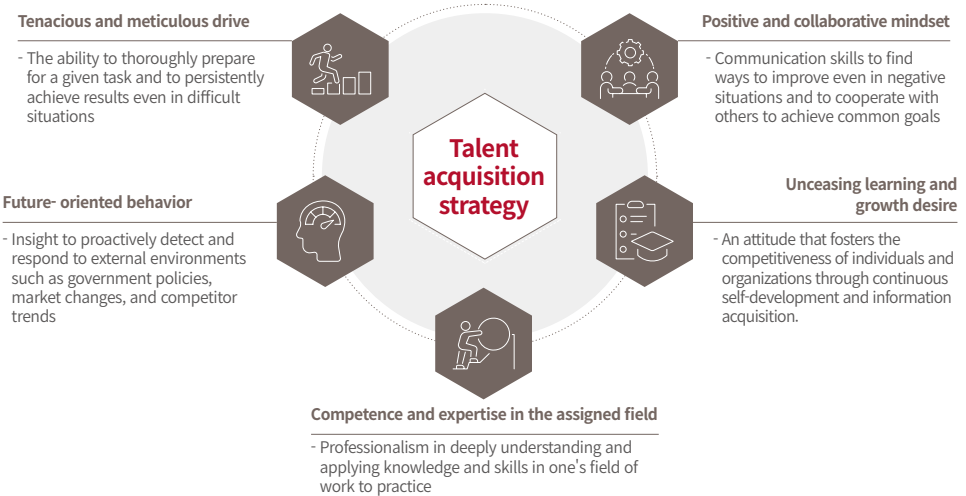 Tenacious and meticulous drive
- The ability to thoroughly prepare
for a given task and to persistently
achieve results even in difficult
situations
Positive and collaborative mindset
- Communication skills to find
ways to improve even in negative
situations and to cooperate with
others to achieve common goals
Talent
acquisition
strategy
Future- oriented behavior
- Insight to proactively detect and
respond to external environments
such as government policies,
market changes, and competitor
trends
Unceasing learning and
growth desire
- An attitude that fosters the
competitiveness of individuals and
organizations through continuous
self-development and information
acquisition.
Competence and expertise in the assigned field
- Professionalism in deeply understanding and
applying knowledge and skills in one's field of
work to practice